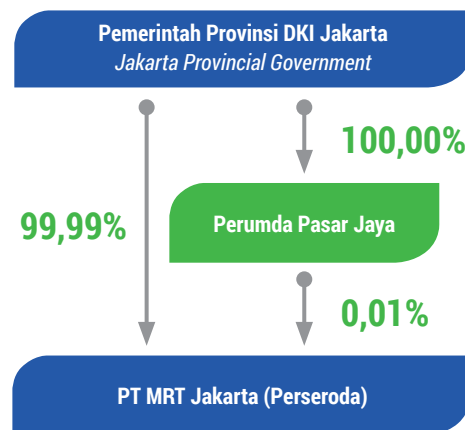 Pemerintah Provinsi DKI Jakarta
Jakarta Provincial Government
100,00%
99,99%
Perumda Pasar Jaya
0,01%
PT MRT Jakarta (Perseroda)